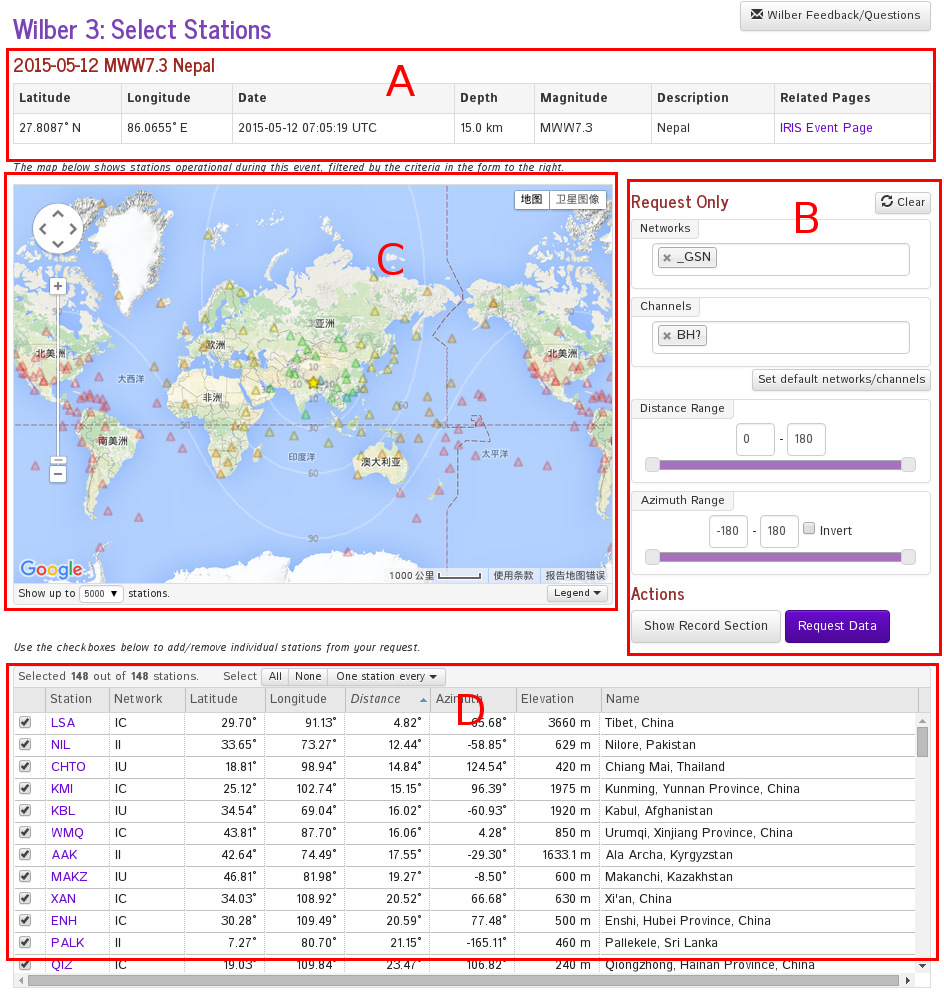 Wilber Feedback/Questions
Wilber 3: Select Stations
2015-05-12 MWW7.3 Nepal
A
Latitude Longitude Date Depth Magnitude Description Related Pages
27.8087° N 86.0655° E 2015-05-12 07:05:19 UTC 15.0 km MWW7.3 Nepal IRIS Event Page
The map below shows stations operational during this event, filtered by the criteria in the form to the right.
地图 卫星图像
C
90
亚洲
欧洲
北美洲
北美洲
大西洋
10
10
10
非洲
60
30
60
90
90
30
南美洲
印度洋
澳大利亚
太平洋
60
90
Google
1000 公里 使用条款 报告地图错误
Show up to 5000 stations. Legend
Request Only Clear
B
Networks
_GSN
Channels
BH?
Set default networks/channels
Distance Range
0 - 180
Azimuth Range
-180 - 180 Invert
Actions
Show Record Section Request Data
Use the checkboxes below to add/remove individual stations from your request.
Selected 148 out of 148 stations. Select All None One station every
D
Station Network Latitude Longitude Distance Azimuth Elevation Name
LSA IC 29.70° 91.13° 4.82° 65.68° 3660 m Tibet, China
NIL II 33.65° 73.27° 12.44° -58.85° 629 m Nilore, Pakistan
CHTO IU 18.81° 98.94° 14.84° 124.54° 420 m Chiang Mai, Thailand
KMI IC 25.12° 102.74° 15.15° 96.39° 1975 m Kunming, Yunnan Province, China
KBL IU 34.54° 69.04° 16.02° -60.93° 1920 m Kabul, Afghanistan
WMQ IC 43.81° 87.70° 16.06° 4.28° 850 m Urumqi, Xinjiang Province, China
AAK II 42.64° 74.49° 17.55° -29.30° 1633.1 m Ala Archa, Kyrgyzstan
MAKZ IU 46.81° 81.98° 19.27° -8.50° 600 m Makanchi, Kazakhstan
XAN IC 34.03° 108.92° 20.52° 66.68° 630 m Xi'an, China
ENH IC 30.28° 109.49° 20.59° 77.48° 500 m Enshi, Hubei Province, China
PALK II 7.27° 80.70° 21.15° -165.11° 460 m Pallekele, Sri Lanka
QIZ IC 19.03° 109.84° 23.47° 106.82° 240 m Qiongzhong, Hainan Province, China